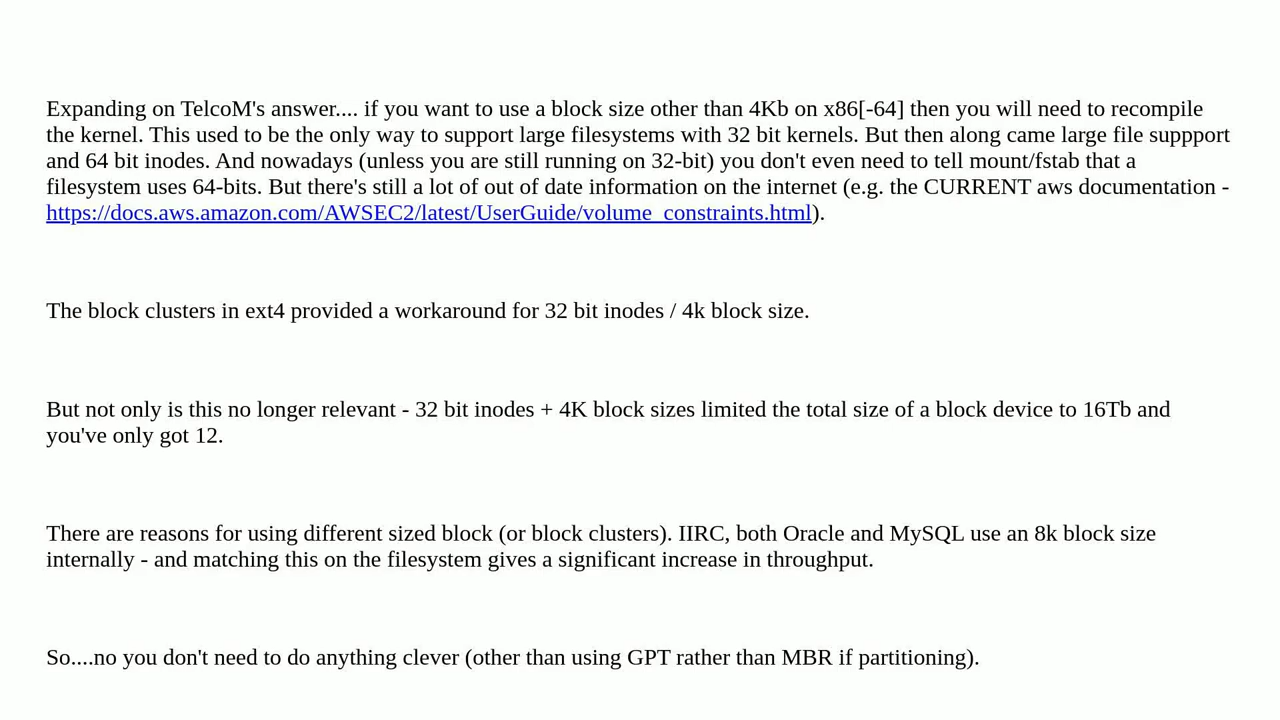 Expanding on TelcoM's answer.... if you want to use a block size other than 4Kb on x86[-64] then you will need to recompile
the kernel. This used to be the only way to support large filesystems with 32 bit kernels. But then along came large file suppport
and 64 bit inodes. And nowadays (unless you are still running on 32-bit) you don't even need to tell mount/fstab that a
filesystem uses 64-bits. But there's still a lot of out of date information on the internet (e.g. the CURRENT aws documentation -
https://docs.aws.amazon.com/AWSEC2/latest/UserGuide/volume_constraints.html).
The block clusters in ext4 provided a workaround for 32 bit inodes / 4k block size.
But not only is this no longer relevant - 32 bit inodes + 4K block sizes limited the total size of a block device to 16Tb and
you've only got 12.
There are reasons for using different sized block (or block clusters). IIRC, both Oracle and MySQL use an 8k block size
internally - and matching this on the filesystem gives a significant increase in throughput.
So....no you don't need to do anything clever (other than using GPT rather than MBR if partitioning).